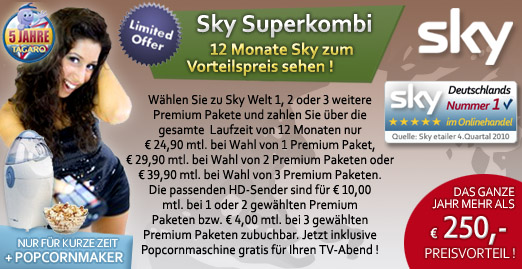 5 JAHRE
TAGARO
Limited
Offer
Sky Superkombi
12 Monate Sky zum
Vorteilspreis sehen !
sky
sky
Deutschlands
Nummer 1
im Onlinehandel
Quelle: Sky etailer 4.Quartal 2010
Wählen Sie zu Sky Welt 1, 2 oder 3 weitere
Premium Pakete und zahlen Sie über die
gesamte Laufzeit von 12 Monaten nur
€ 24,90 mtl. bei Wahl von 1 Premium Paket,
€ 29,90 mtl. bei Wahl von 2 Premium Paketen oder
€ 39,90 mtl. bei Wahl von 3 Premium Paketen.
Die passenden HD-Sender sind für € 10,00
mtl. bei 1 oder 2 gewählten Premium
Paketen bzw. € 4,00 mtl. bei 3 gewählten
Premium Paketen zubuchbar. Jetzt inklusive
Popcornmaschine gratis für Ihren TV-Abend !
NUR FÜR KURZE ZEIT
+ POPCORNMAKER
DAS GANZE
JAHR MEHR ALS
€ 250,-
PREISVORTEIL !